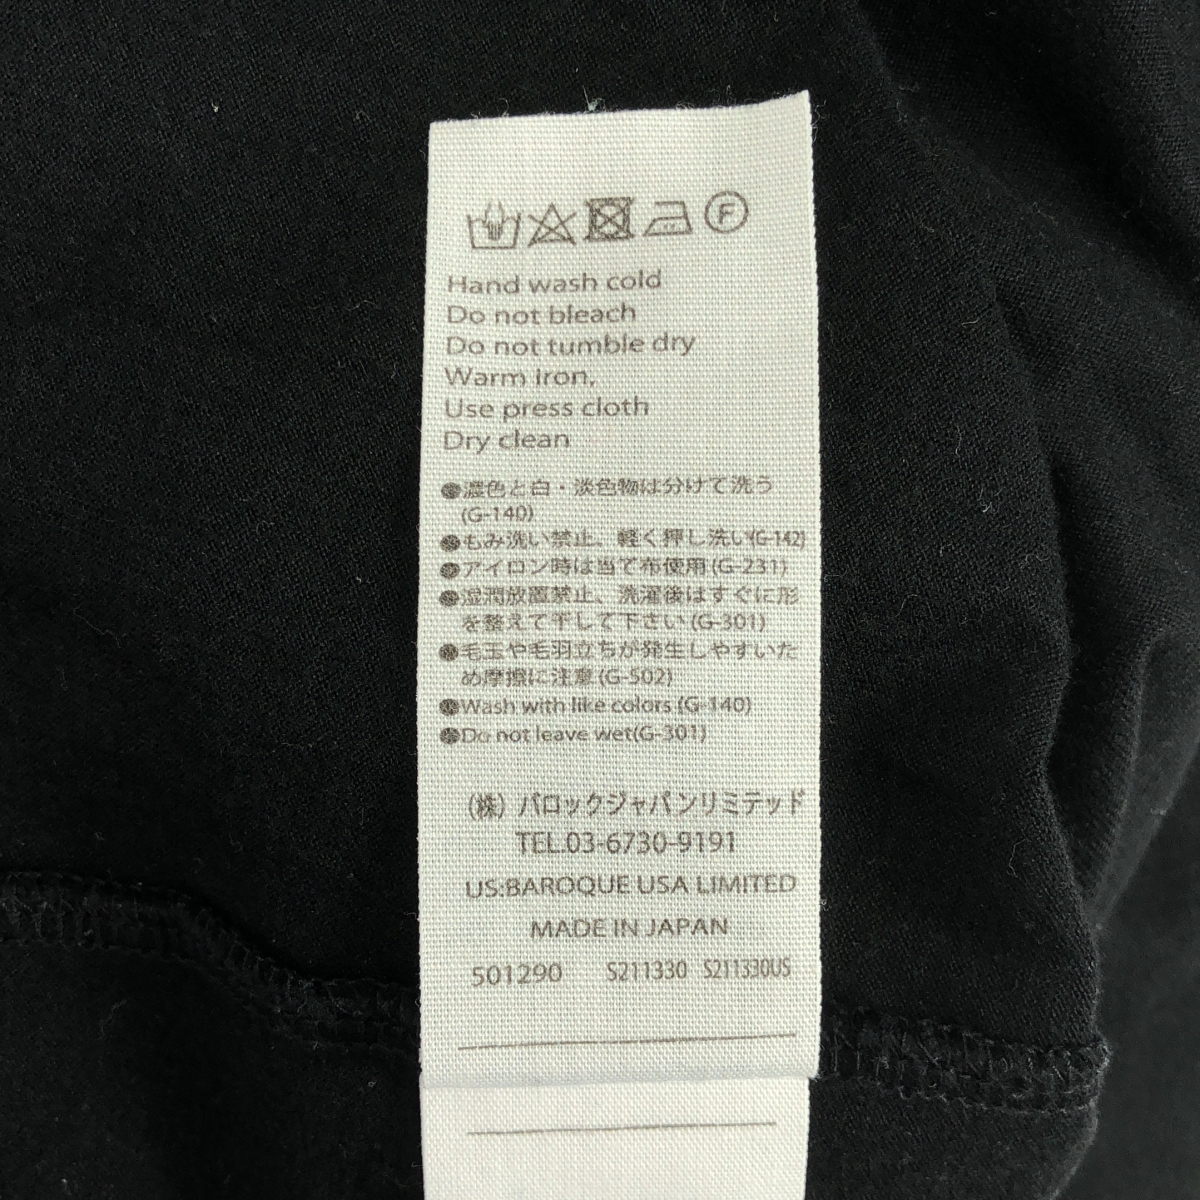 F
Hand wash cold
Do not bleach
Do not tumble dry
Warm iron,
Use press cloth
Dry clean
●濃色と白・淡色物は分けて洗う
(G-140)
●もみ洗い禁止、軽く押し洗い(G-142)
●アイロン時は当て布使用(G-231)
●湿潤放置禁止、洗濯後はすぐに形
を整えて干して下さい(G-301)
●毛玉や毛羽立ちが発生しやすいた
め摩擦に注意(G-502)
●Wash with like colors (G-140)
●Do not leave wet(G-301)
(株)バロックジャパンリミテッド
TEL.03-6730-9191
US:BAROQUE USA LIMITED
MADE IN JAPAN
501290 S211330 S211330US